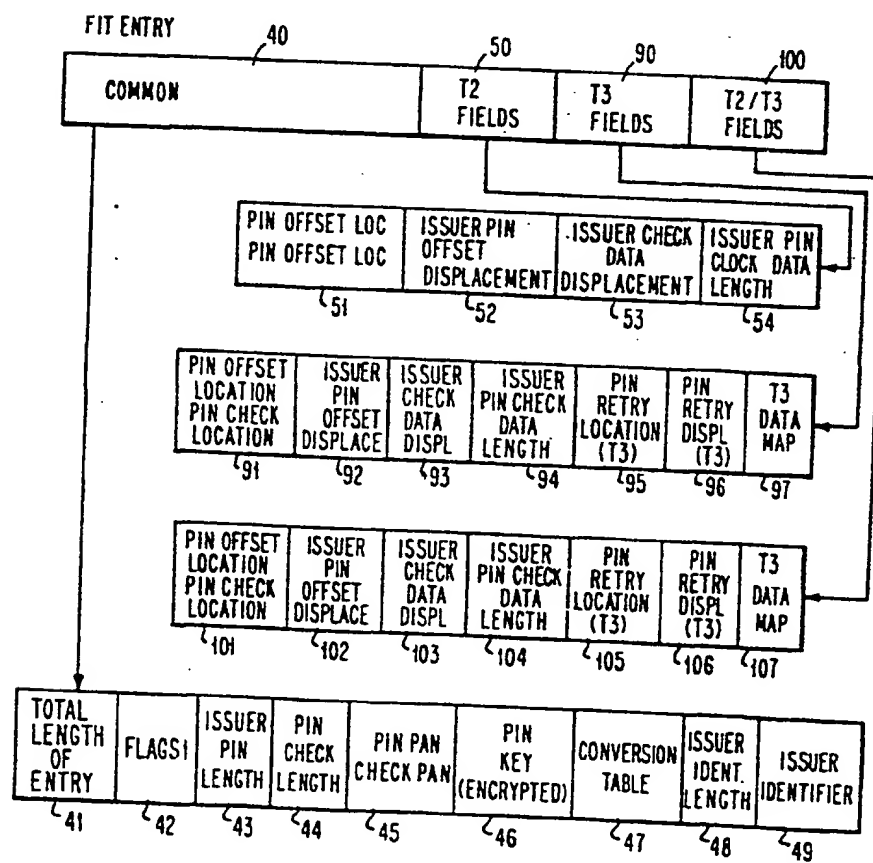 FIT ENTRY
40
50
90
100
COMMON
T2
FIELDS
T3
FIELDS
T2/T3
FIELDS
PIN OFFSET LOC
PIN OFFSET LOC
ISSUER PIN
OFFSET
DISPLACEMENT
ISSUER CHECK
DATA
DISPLACEMENT
ISSUER PIN
CLOCK DATA
LENGTH
51
52
53
54
PIN OFFSET
LOCATION
PIN CHECK
LOCATION
ISSUER
PIN
OFFSET
DISPLACE
ISSUER
CHECK
DATA
DISPL
ISSUER
PIN CHECK
DATA
LENGTH
PIN
RETRY
LOCATION
(T3)
PIN
RETRY
DISPL
(T3)
T3
DATA
MAP
91
92
93
94
95
96
97
PIN OFFSET
LOCATION
PIN CHECK
LOCATION
ISSUER
PIN
OFFSET
DISPLACE
ISSUER
CHECK
DATA
DISPL
ISSUER
PIN CHECK
DATA
LENGTH
PIN
RETRY
LOCATION
(T3)
PIN
RETRY
DISPL
(T3)
T3
DATA
MAP
101
102
103
104
105
106
107
TOTAL
LENGTH
OF
ENTRY
FLAGS1
ISSUER
PIN
LENGTH
PIN
CHECK
LENGTH
PIN PAN
CHECK PAN
PIN
KEY
(ENCRYPTED)
CONVERSION
TABLE
ISSUER
IDENT.
LENGTH
ISSUER
IDENTIFIER
41
42
43
44
45
46
47
48
49